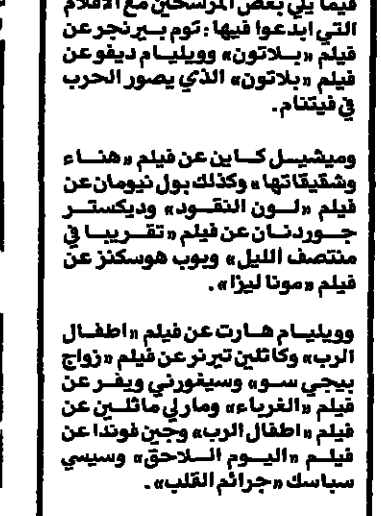 فيما يلي بعض المرشحين مع الافلام
التي ابدعوا فيها : توم بيرنجر عن
فيلم «بلاتون» وويليام ديفو عن
فيلم «بلاتون» الذي يصور الحرب
في فيتنام .
وميشيل كاين عن فيلم «هناء
وشقيقاتها» وكذلك بول نيومان عن
فيلم «لون النقود» وديكستر
جوردنان عن فيلم «تقريبا في
منتصف الليل» وبوب هوسكنز عن
فيلم «مونا ليزا» .
وويليام هارت عن فيلم «اطفال
الرب» وكاثلين تيرنر عن فيلم «زواج
بيجي سو» وسيغورني ويفر عن
فيلم «الغرباء» ومارلي ماتلين عن
فيلم «اطفال الرب» وجين فوندا عن
فيلم «اليوم اللاحق» وسيسي
سباسك «جرائم القلب» .